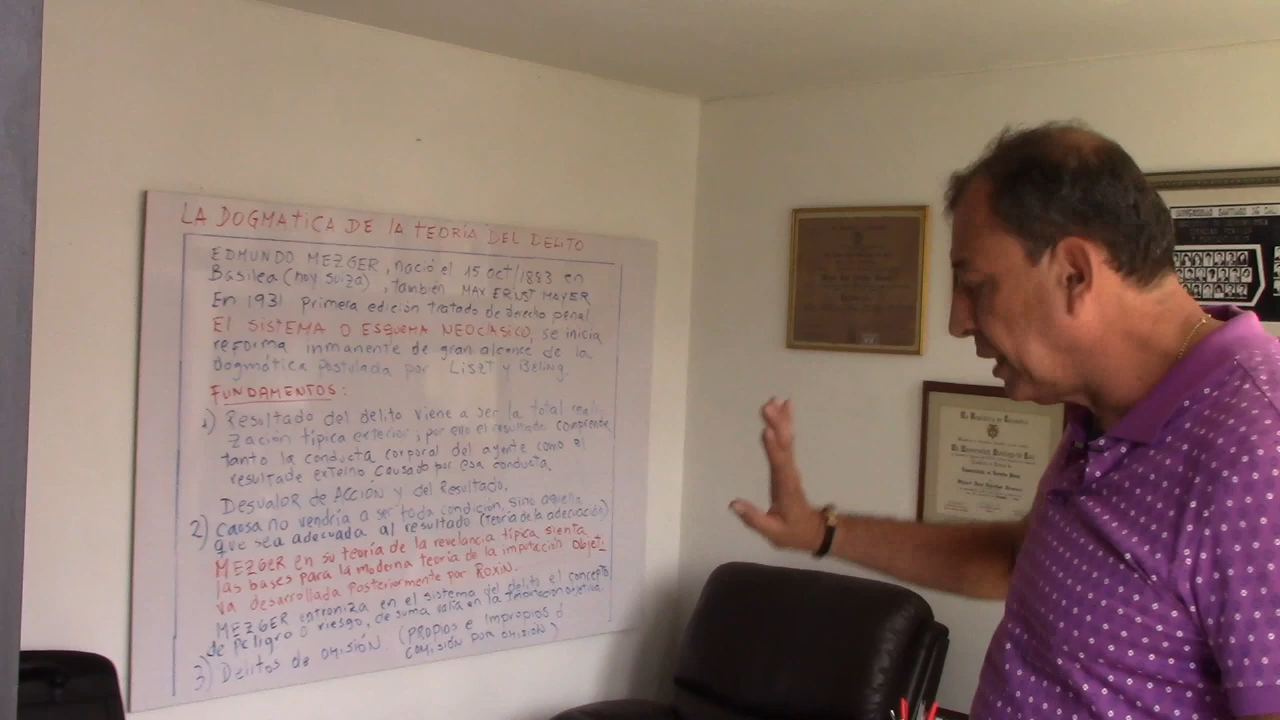 LA DOGMATICA DE LA TEORÍA DEL DELITO
EDMUNDO MEZGER, nació el 15 oct/1883 en
Basilea (hoy suiza), también MAX ERNST MAYER
En 1931 primera edición tratado de derecho penal
El SISTEMA O ESQUEMA NEOCLASICO, se inicia
reforma inmanente de gran alcance de la
Dogmática Postulada por Liszt y Beling.
FUNDAMENTOS:
1) Resultado del delito viene a ser la total reali-
zación típica exterior; por ello el resultado comprende
tanto la conducta corporal del agente como el
resultado externo causado por esa conducta.
Desvalor de ACCIÓN y del Resultado.
2) Causa no vendría a ser toda condición, sino aquella
que sea adecuada al resultado (Teoría de la adecuación)
MEZGER en su teoría de la relevancia típica sienta
las bases para la moderna teoría de la imputación Objeti-
va desarrollada Posteriormente por ROXIN.
MEZGER entroniza en el sistema del delito el concepto
de peligro o riesgo, de suma valía en la objetiva.
3) Delitos de omisión. (PROPIOS e Impropios ó
COMISIÓN POR OMISIÓN)
La República de Colombia